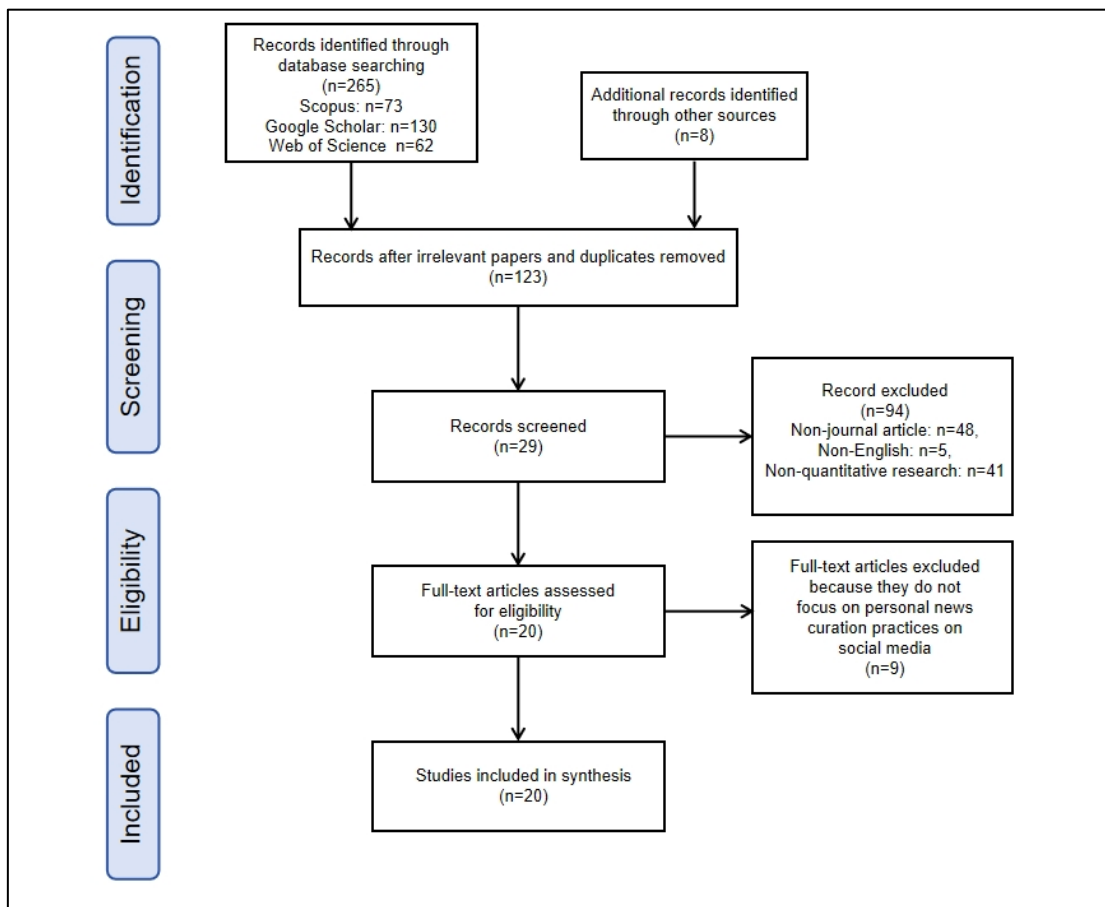 Identification
Records identified through
database searching
(n=265)
Scopus: n=73
Google Scholar: n=130
Web of Science n=62
Additional records identified
through other sources
(n=8)
Records after irrelevant papers and duplicates removed
(n=123)
Screening
Records screened
(n=29)
Record excluded
(n=94)
Non-journal article: n=48,
Non-English: n=5,
Non-quantitative research: n=41
Eligibility
Full-text articles assessed
for eligibility
(n=20)
Full-text articles excluded
because they do not
focus on personal news
curation practices on
social media
(n=9)
Included
Studies included in synthesis
(n=20)